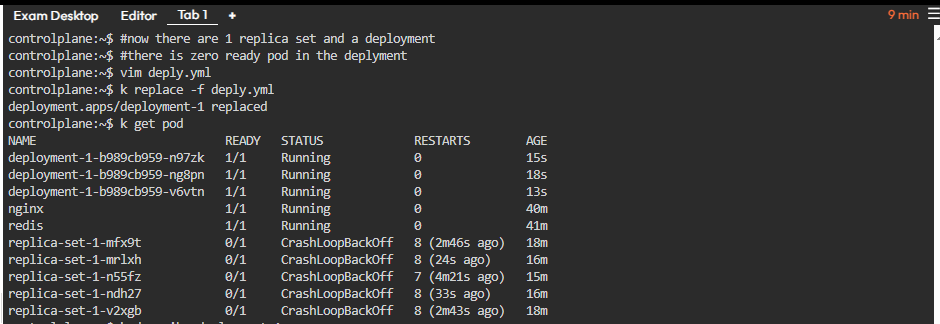 Exam Desktop Editor Tab 1 + 9 min
controlplane:~$ #now there are 1 replica set and a deployment
controlplane:~$ #there is zero ready pod in the deplyment
controlplane:~$ vim deply.yml
controlplane:~$ k replace -f deply.yml
deployment.apps/deployment-1 replaced
controlplane:~$ k get pod
NAME READY STATUS RESTARTS AGE
deployment-1-b989cb959-n97zk 1/1 Running 0 15s
deployment-1-b989cb959-ng8pn 1/1 Running 0 18s
deployment-1-b989cb959-v6vtn 1/1 Running 0 13s
nginx 1/1 Running 0 40m
redis 1/1 Running 0 41m
replica-set-1-mfx9t 0/1 CrashLoopBackOff 8 (2m46s ago) 18m
replica-set-1-mrlxh 0/1 CrashLoopBackOff 8 (24s ago) 16m
replica-set-1-n55fz 0/1 CrashLoopBackOff 7 (4m21s ago) 15m
replica-set-1-ndh27 0/1 CrashLoopBackOff 8 (33s ago) 16m
replica-set-1-v2xgb 0/1 CrashLoopBackOff 8 (2m43s ago) 18m